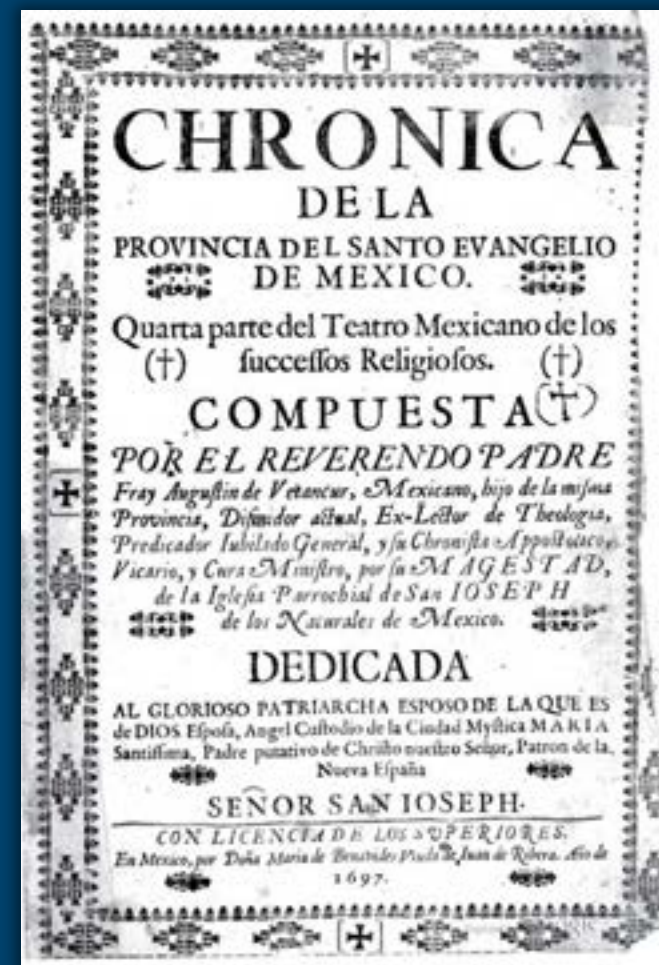 CHRONICA
DE LA
PROVINCIA DEL SANTO EVANGELIO
DE MEXICO.
Quarta parte del Teatro Mexicano de los
(†) ſucceſſos Religioſos. (†)
COMPUESTA (†)
POR EL REVERENDO PADRE
Fray Auguſtin de Vetancur, Mexicano, hijo de la miſma
Provincia, Difinidor actual, Ex-Lector de Theologia,
Predicador Iubilado General, y ſu Chroniſta Appoſtolico,
Vicario, y Cura Miniſtro, por ſu MAGESTAD,
de la Igleſia Parrochial de San IOSEPH
de los Naturales de Mexico.
DEDICADA
AL GLORIOSO PATRIARCHA ESPOSO DE LA QUE ES
de DIOS Eſpoſa, Angel Cuſtodio de la Ciudad Myſtica MARIA
Santiſſima, Padre putativo de Chriſto nueſtro Señor, Patron de la,
Nueva Eſpaña
SEÑOR SAN IOSEPH.
CON LICENCIA DE LOS SUPERIORES.
En Mexico, por Doña Maria de Benavides Viuda de Juan de Ribera. Año de
1697.